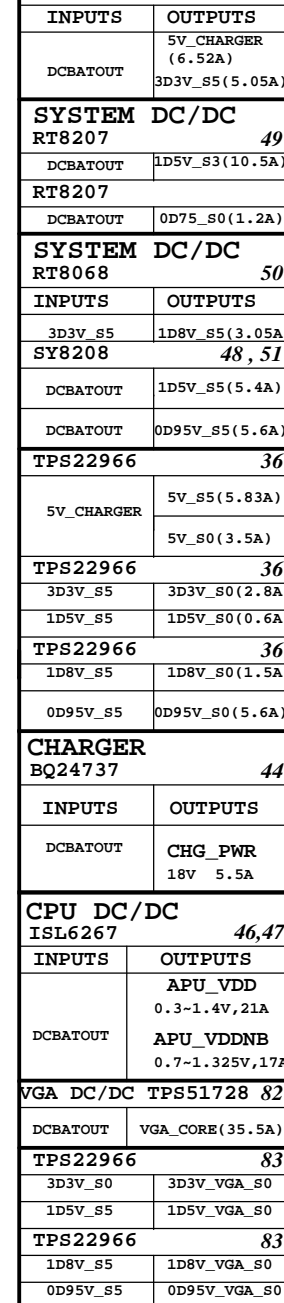 INPUTS OUTPUTS
DCBATOUT 5V_CHARGER
(6.52A)
3D3V_S5(5.05A)
SYSTEM DC/DC
RT8207 49
DCBATOUT 1D5V_S3(10.5A)
RT8207
DCBATOUT 0D75_S0(1.2A)
SYSTEM DC/DC
RT8068 50
INPUTS OUTPUTS
3D3V_S5 1D8V_S5(3.05A
SY8208 48 , 51
DCBATOUT 1D5V_S5(5.4A)
DCBATOUT 0D95V_S5(5.6A)
TPS22966 36
5V_CHARGER 5V_S5(5.83A)
5V_S0(3.5A)
TPS22966 36
3D3V_S5 3D3V_S0(2.8A
1D5V_S5 1D5V_S0(0.6A
TPS22966 36
1D8V_S5 1D8V_S0(1.5A
0D95V_S5 0D95V_S0(5.6A)
CHARGER
BQ24737 44
INPUTS OUTPUTS
DCBATOUT CHG_PWR
18V 5.5A
CPU DC/DC
ISL6267 46,47
INPUTS OUTPUTS
DCBATOUT APU_VDD
0.3~1.4V,21A
APU_VDDNB
0.7~1.325V,17A
VGA DC/DC TPS51728 82
DCBATOUT VGA_CORE(35.5A)
TPS22966 83
3D3V_S0 3D3V_VGA_S0
1D5V_S5 1D5V_VGA_S0
TPS22966 83
1D8V_S5 1D8V_VGA_S0
0D95V_S5 0D95V_VGA_S0